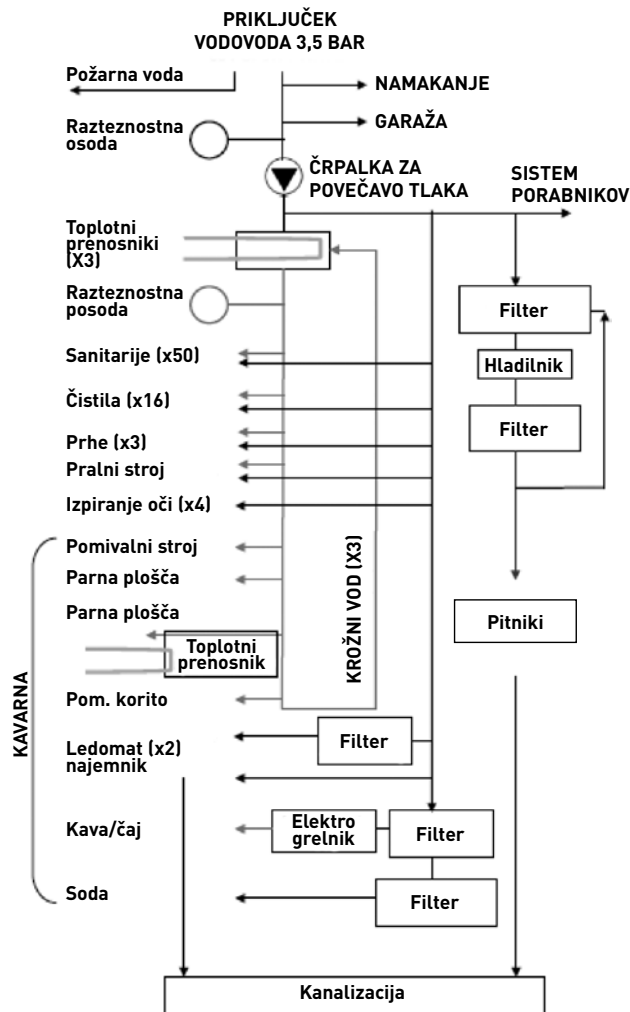 PRIKLJUČEK
VODOVODA 3,5 BAR
Požarna voda
NAMAKANJE
Razteznostna
osoda
GARAŽA
ČRPALKA ZA
POVEČAVO TLAKA
SISTEM
PORABNIKOV
Toplotni
prenosniki
(X3)
Razteznostna
posoda
Filter
Sanitarije (x50)
Hladilnik
Čistila (x16)
Filter
Prhe (x3)
Pralni stroj
Izpiranje oči (x4)
Pomivalni stroj
Parna plošča
KROŽNI VOD (X3)
Parna plošča
Pitniki
Toplotni
prenosnik
KAVARNA
Pom. korito
Ledomat (x2)
najemnik
Filter
Kava/čaj
Elektro
grelnik
Filter
Soda
Filter
Kanalizacija